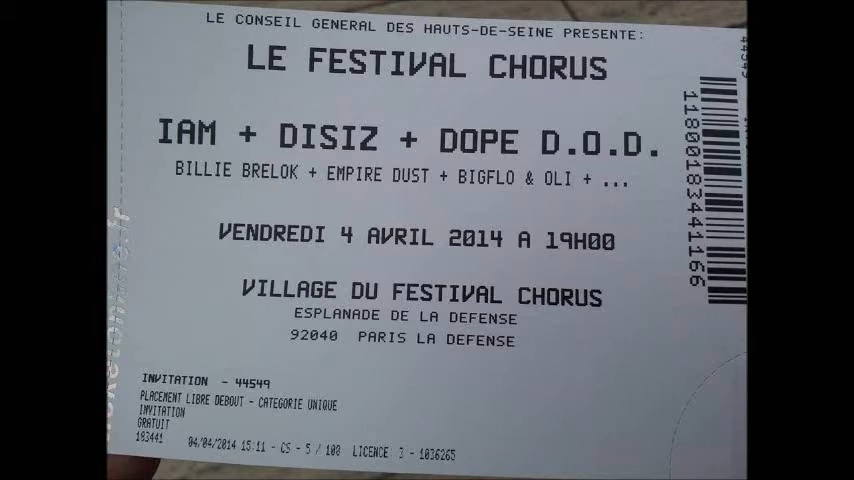 LE CONSEIL GENERAL DES HAUTS-DE-SEINE PRESENTE:
LE FESTIVAL CHORUS
IAM + DISIZ + DOPE D.O.D.
BILLIE BRELOK + EMPIRE DUST + BIGFLO & OLI + ...
VENDREDI 4 AVRIL 2014 A 19H00
VILLAGE DU FESTIVAL CHORUS
ESPLANADE DE LA DEFENSE
92040 PARIS LA DEFENSE
INVITATION - 44549
PLACEMENT LIBRE DEBOUT - CATEGORIE UNIQUE
INVITATION
GRATUIT
183441 04/04/2014 15:11 - CS - 5 / 100 LICENCE 3 - 1036265
118001834441166
44549